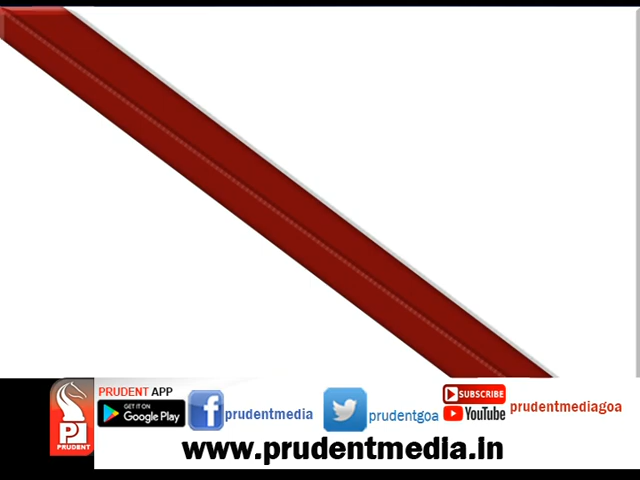 PRUDENT
PRUDENT APP
GET IT ON
Google Play
prudentmedia
prudentgoa
SUBSCRIBE
YouTube
prudentmediagoa
www.prudentmedia.in